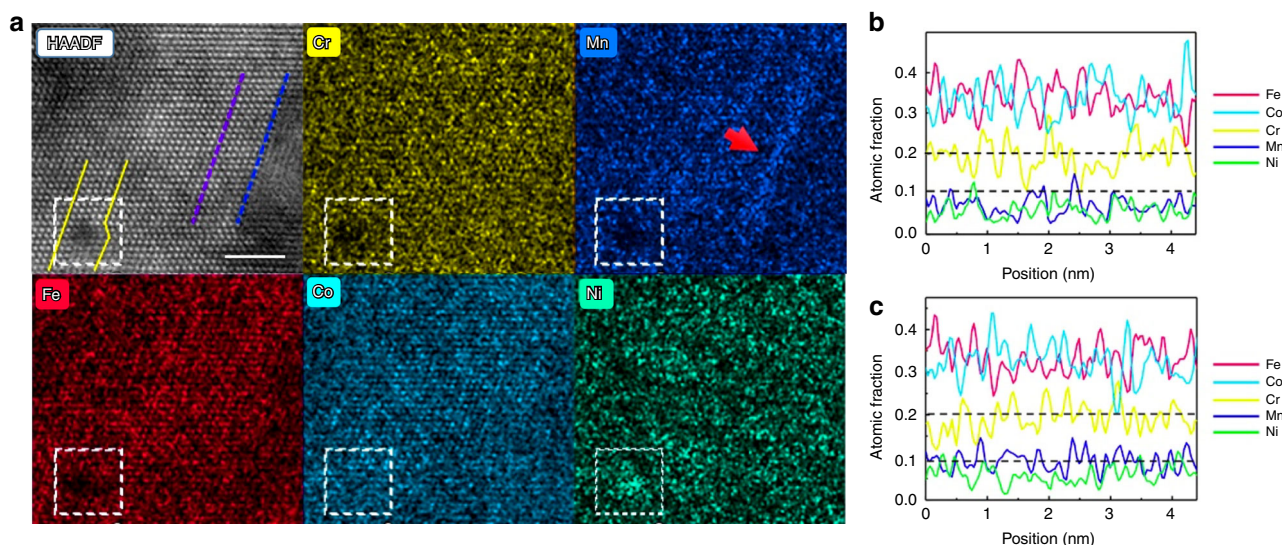 a
HAADF
Cr
Mn
Fe
Co
Ni
b
Atomic fraction
0.4
0.3
0.2
0.1
0.0
0 1 2 3 4
Position (nm)
Fe
Co
Cr
Mn
Ni
c
Atomic fraction
0.4
0.3
0.2
0.1
0.0
0 1 2 3 4
Position (nm)
Fe
Co
Cr
Mn
Ni